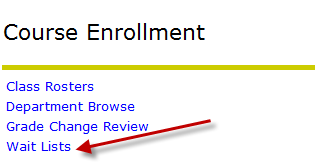 Course Enrollment
Class Rosters
Department Browse
Grade Change Review
Wait Lists